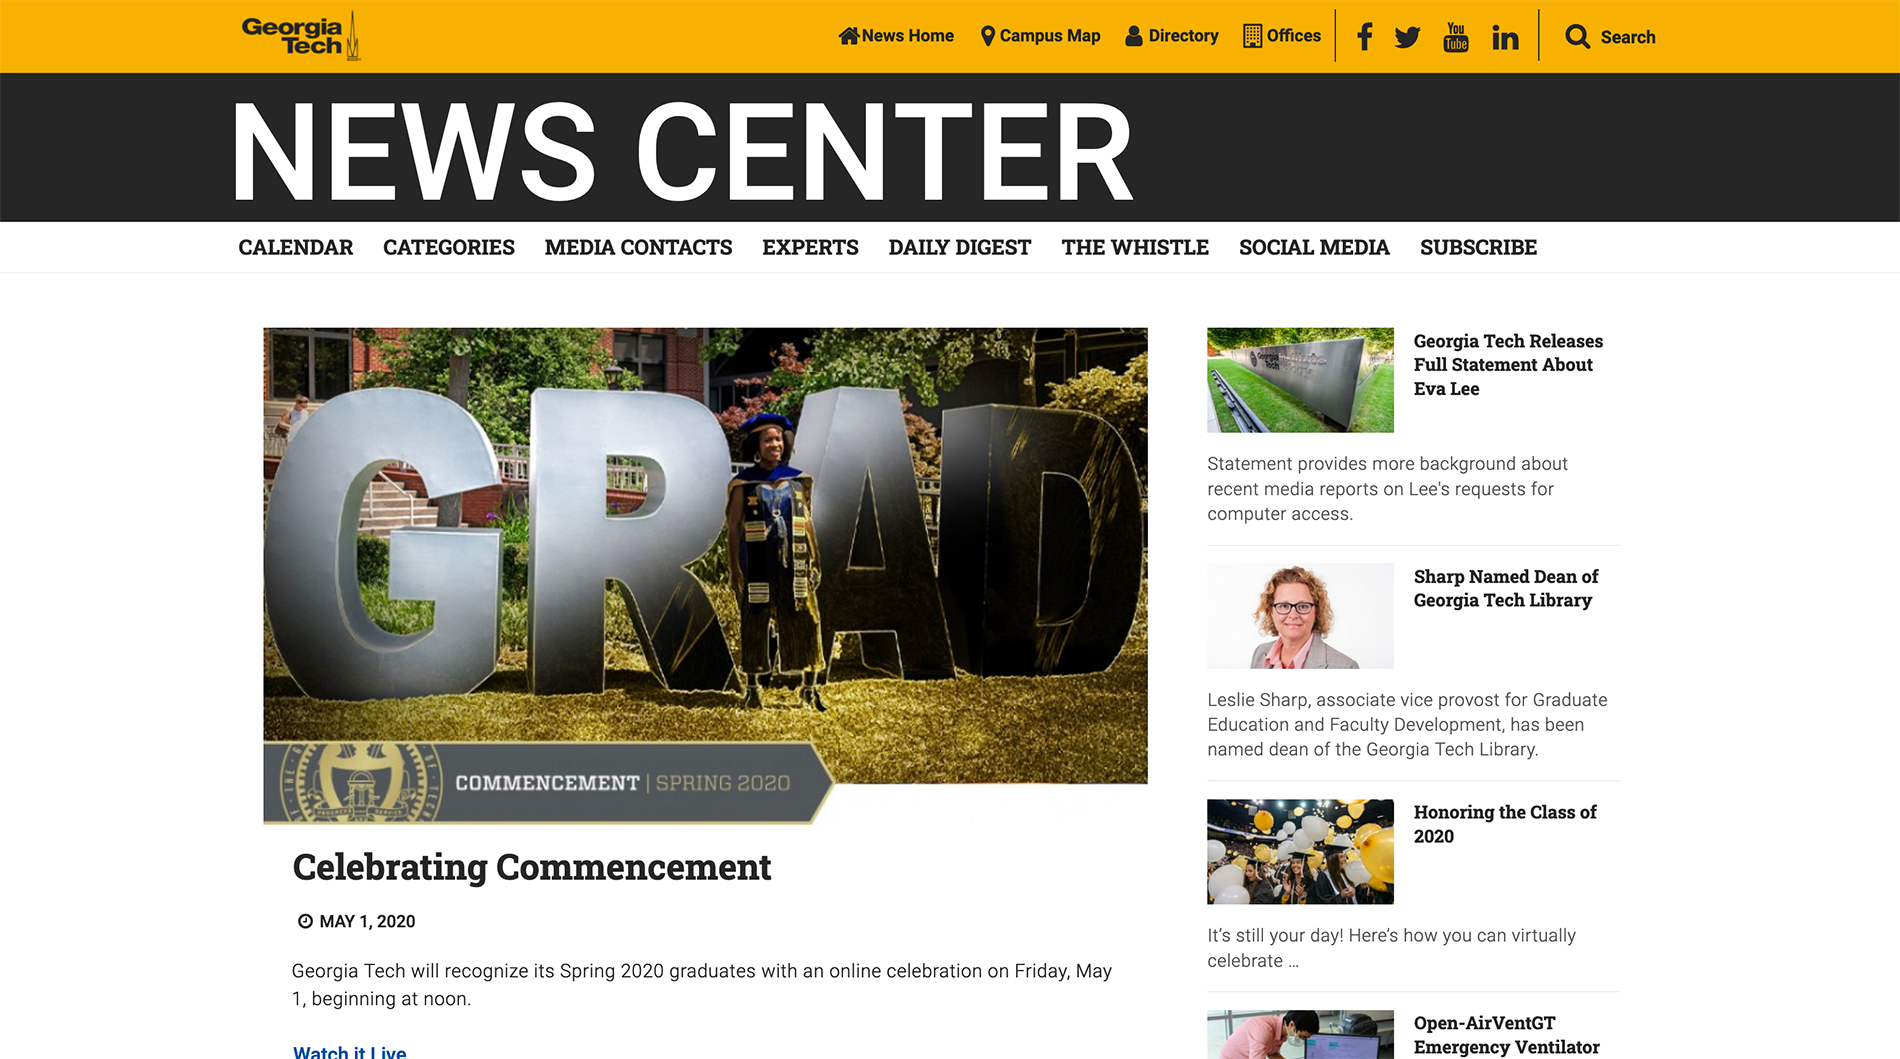 Georgia
Tech
News Home
Campus Map
Directory
Offices
You
Tube
in
Search
NEWS CENTER
CALENDAR
CATEGORIES
MEDIA CONTACTS
EXPERTS
DAILY DIGEST
THE WHISTLE
SOCIAL MEDIA
SUBSCRIBE
GRAD
COMMENCEMENT | SPRING 2020
Celebrating Commencement
MAY 1, 2020
Georgia Tech will recognize its Spring 2020 graduates with an online celebration on Friday, May
1, beginning at noon.
Watch it Live
Georgia
Tech
Georgia Tech Releases
Full Statement About
Eva Lee
Statement provides more background about
recent media reports on Lee's requests for
computer access.
Sharp Named Dean of
Georgia Tech Library
Leslie Sharp, associate vice provost for Graduate
Education and Faculty Development, has been
named dean of the Georgia Tech Library.
Honoring the Class of
2020
It’s still your day! Here’s how you can virtually
celebrate ...
Open-AirVentGT
Emergency Ventilator